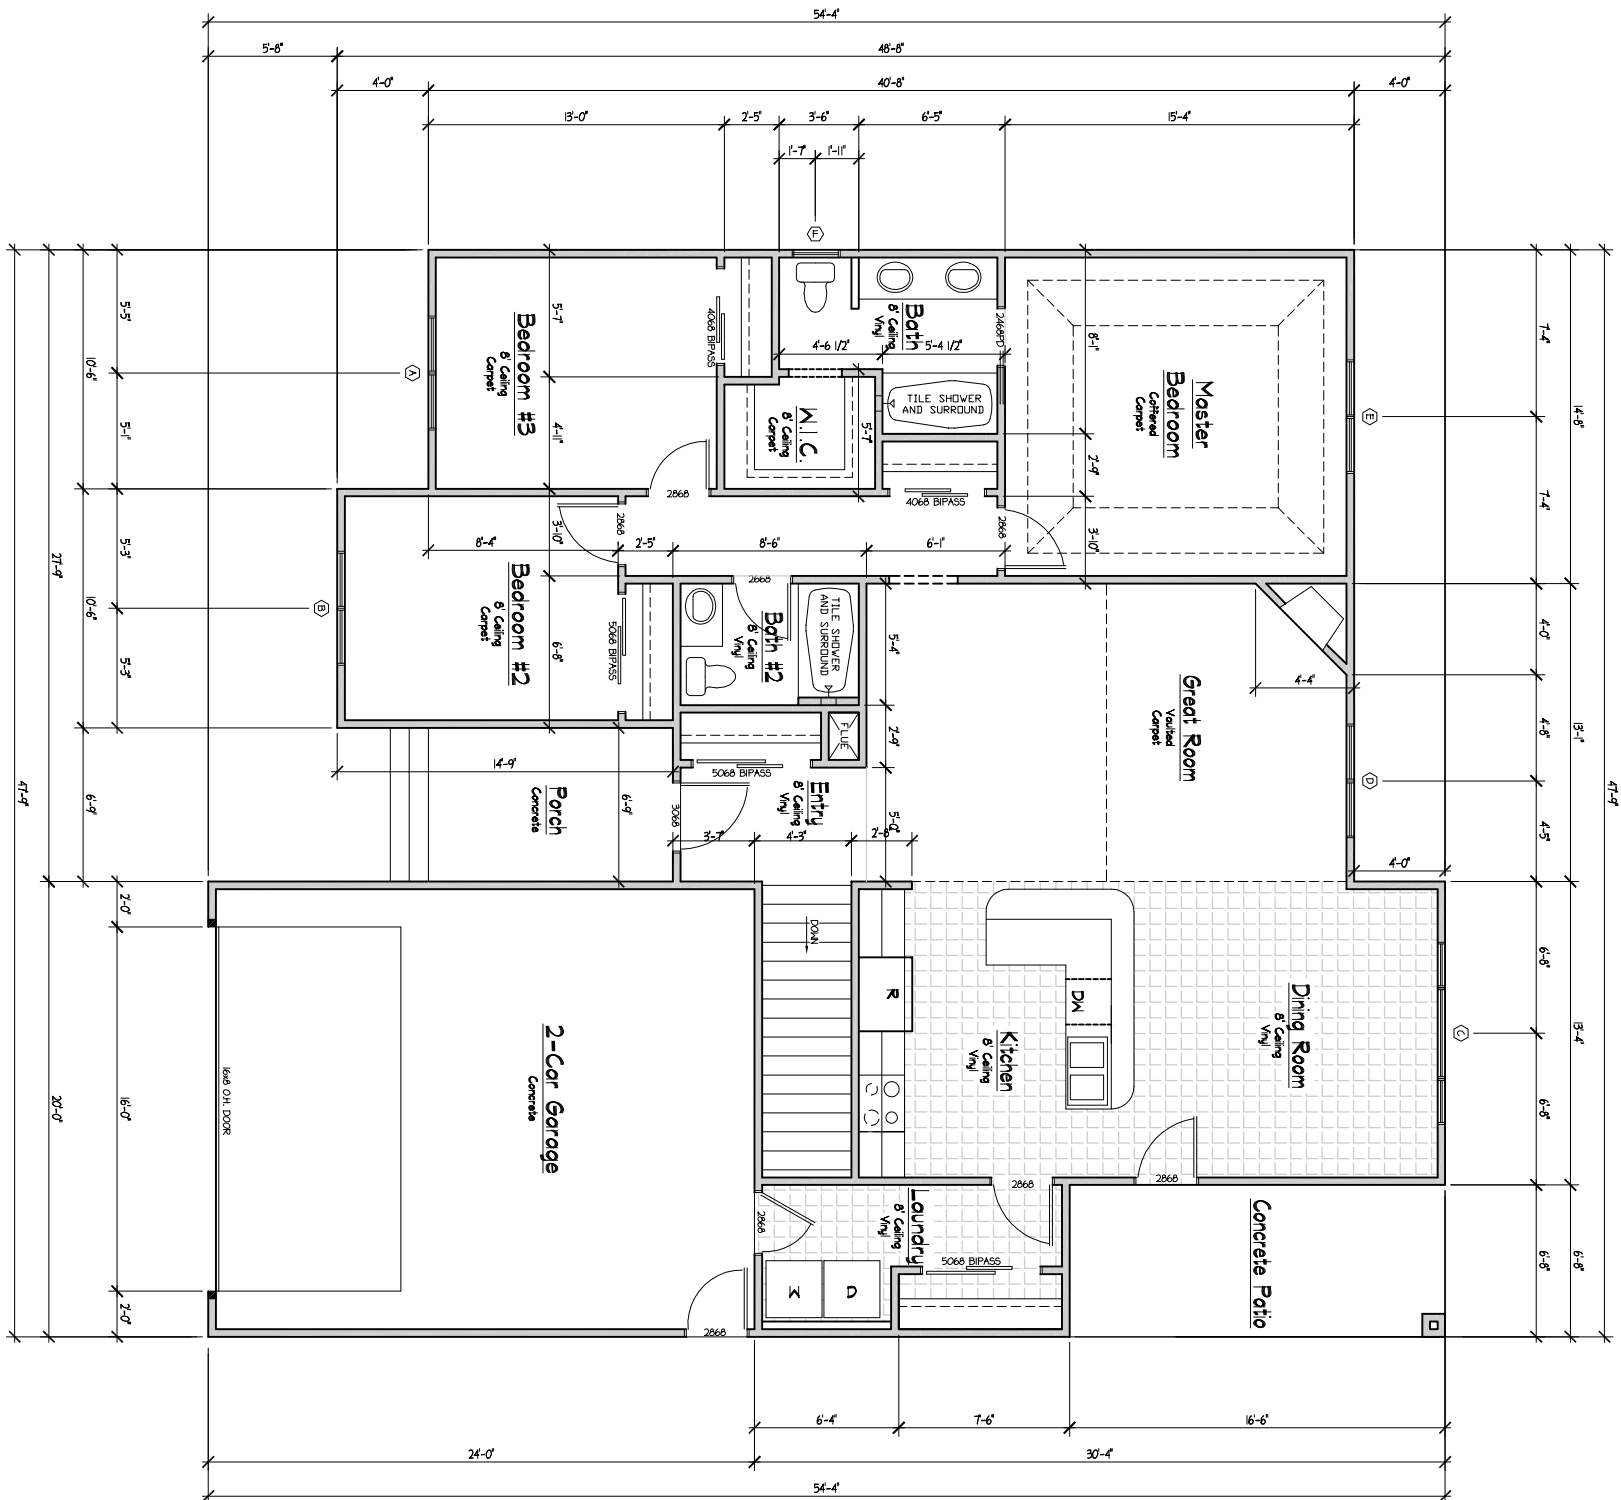 54'-4"
5'-8"
48'-8"
4'-0"
40'-8"
4'-0"
13'-0"
2'-5"
3'-6"
6'-5"
15'-4"
1'-7"
1'-11"
F
47'-9"
27'-9"
20'-0"
10'-6"
10'-6"
6'-9"
5'-5"
5'-1"
5'-3"
5'-3"
2'-0"
16'-0"
2'-0"
A
B
Bedroom #3
8' Ceiling
Carpet
5'-7"
4'-11"
4068 BIPASS
2868
Bath
8' Ceiling
Vinyl
4'-6 1/2"
5'-4 1/2"
2468PD
TILE SHOWER
AND SURROUND
W.I.C.
8' Ceiling
Carpet
5'-7"
4068 BIPASS
Master
Bedroom
Coffered
Carpet
8'-1"
2'-9"
3'-10"
2868
8'-4"
2'-5"
8'-6"
6'-1"
3'-10"
2868
Bedroom #2
8' Ceiling
Carpet
6'-8"
5068 BIPASS
2668
Bath #2
8' Ceiling
Vinyl
TILE SHOWER
AND SURROUND
FLUE
5'-4"
2'-9"
5'-0"
Great Room
Vaulted
Carpet
4'-4"
4'-0"
14'-9"
6'-9"
Porch
Concrete
5068 BIPASS
Entry
8' Ceiling
Vinyl
3068
3'-7"
4'-3"
2'-8"
DOWN
R
DW
Kitchen
8' Ceiling
Vinyl
Dining Room
8' Ceiling
Vinyl
2868
2868
2-Car Garage
Concrete
16x8 O.H. DOOR
2868
2868
Laundry
8' Ceiling
Vinyl
5068 BIPASS
W
D
Concrete Patio
E
D
C
7'-4"
7'-4"
4'-0"
4'-8"
4'-5"
6'-8"
6'-8"
6'-8"
14'-8"
13'-1"
13'-4"
6'-8"
47'-9"
6'-4"
7'-6"
16'-6"
24'-0"
30'-4"
54'-4"